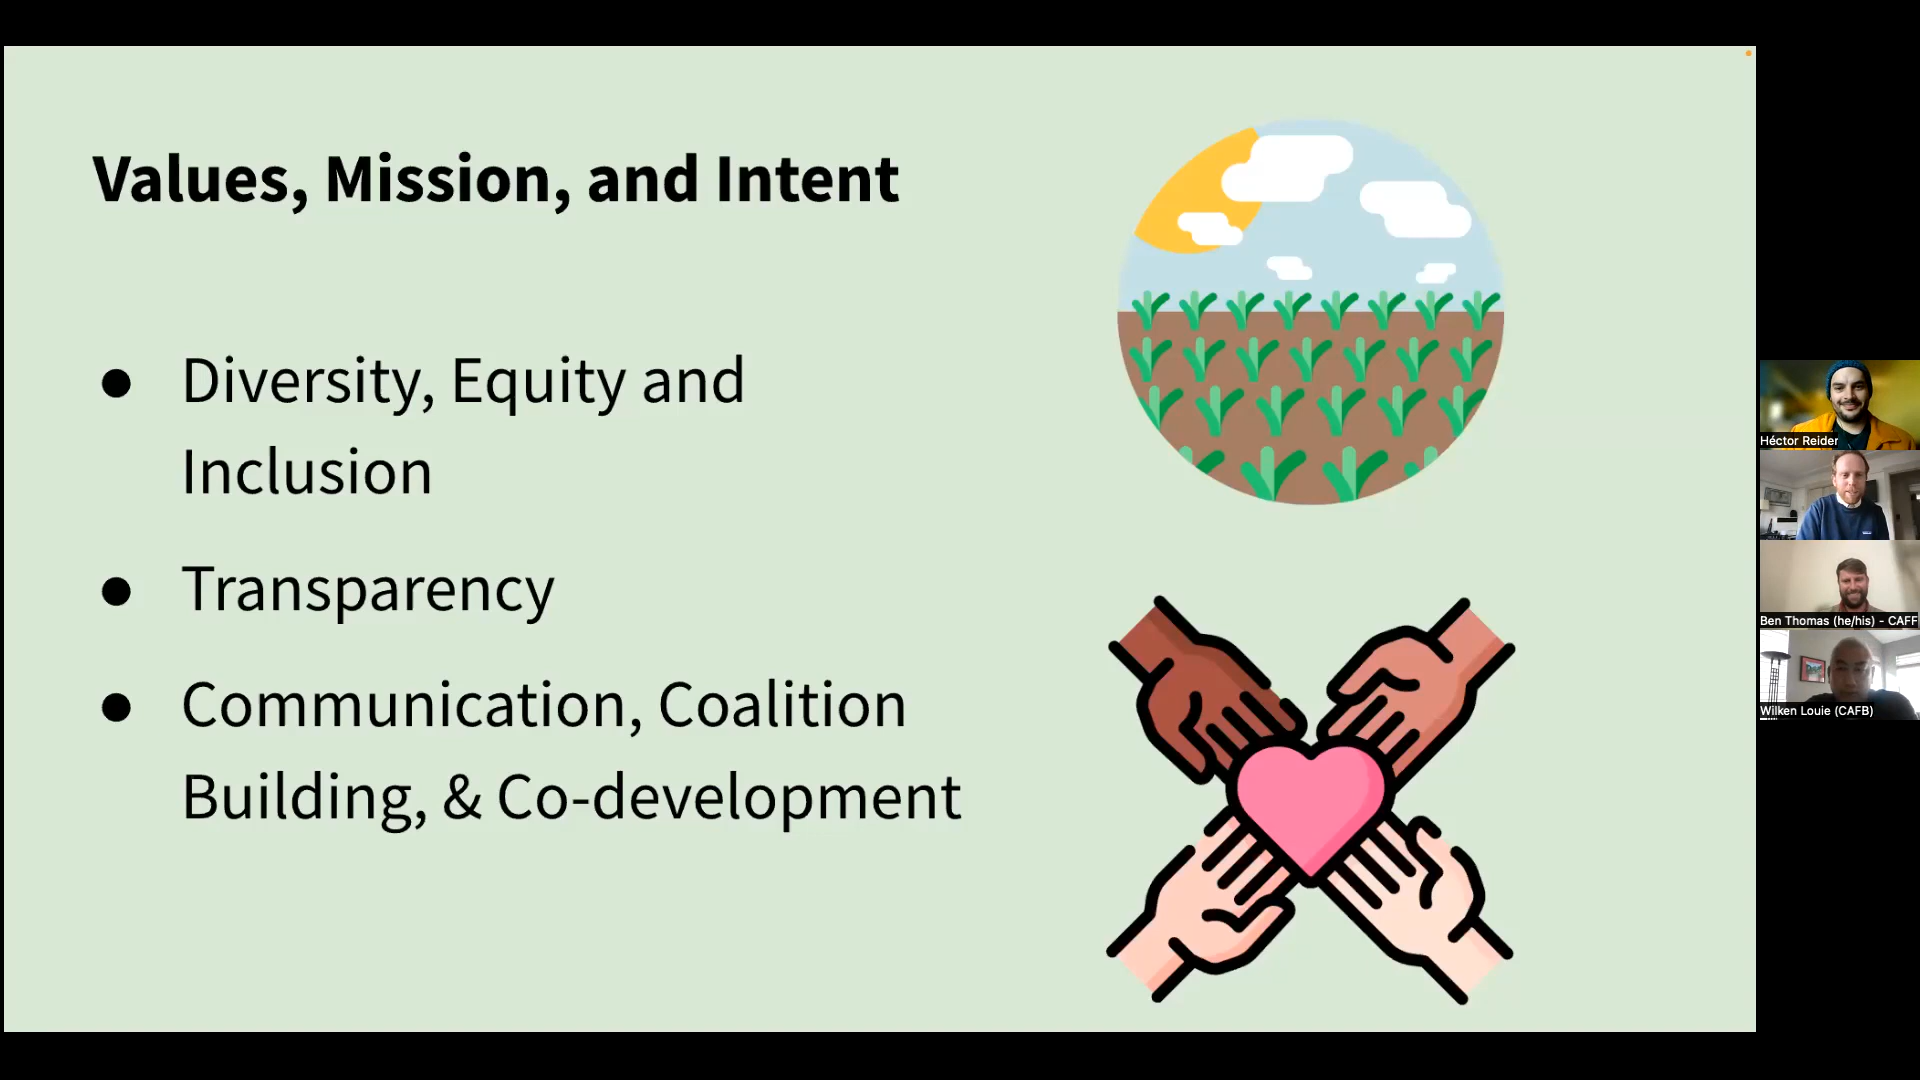 Values, Mission, and Intent
● Diversity, Equity and
Inclusion
● Transparency
● Communication, Coalition
Building, & Co-development
Héctor Reider
Ben Thomas (he/his) - CAFF
Wilken Louie (CAFB)